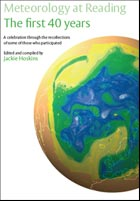 Meteorology at Reading
The first 40 years
A celebration through the recollections
of some of those who participated
Edited and compiled by
Jackie Hoskins